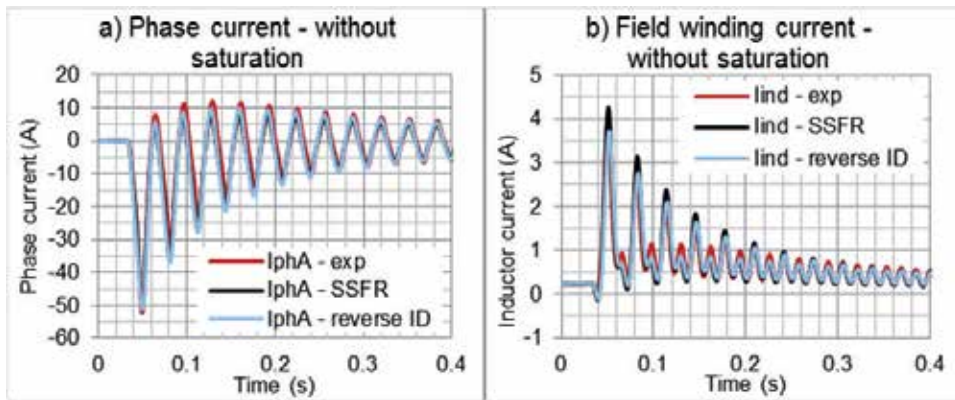 a) Phase current - without
saturation
20
10
0
-10
-20
-30
-40
-50
-60
Phase current (A)
IphA - exp
IphA - SSFR
IphA - reverse ID
0
0.1
0.2
0.3
0.4
Time (s)
b) Field winding current -
without saturation
5
4
3
2
1
0
-1
Inductor current (A)
Iind - exp
Iind - SSFR
Iind - reverse ID
0
0.1
0.2
0.3
0.4
Time (s)